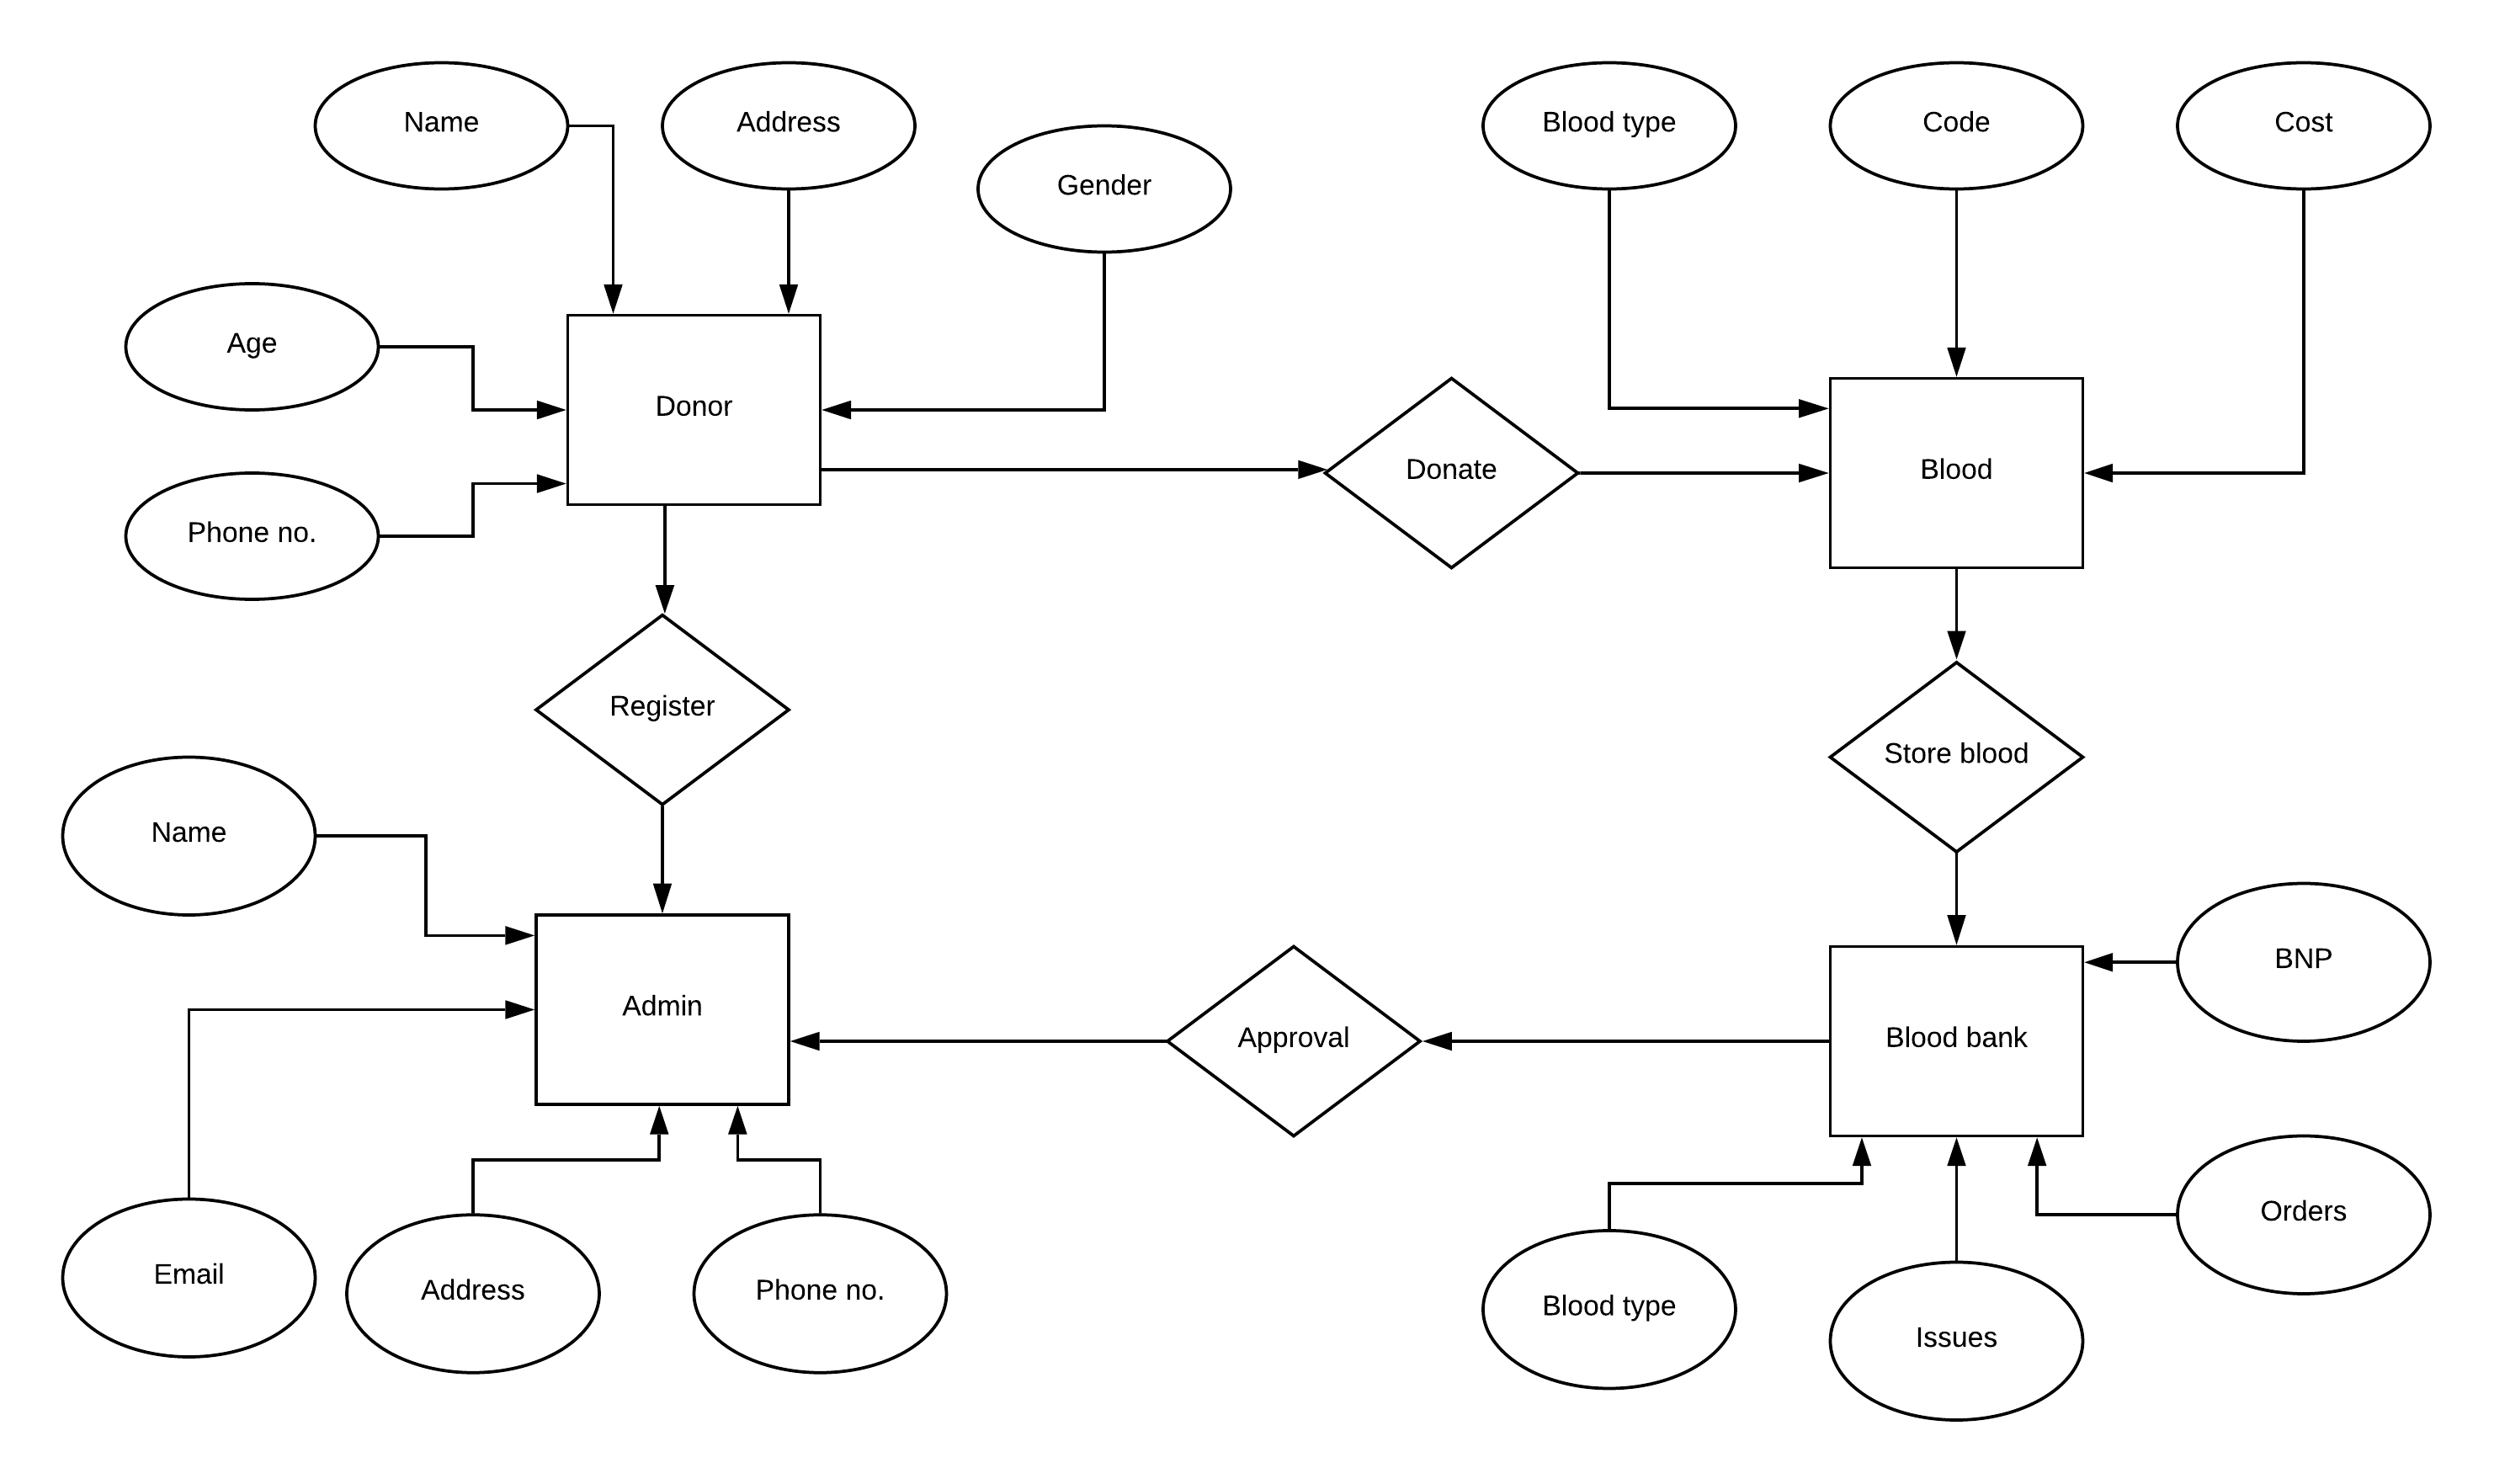 Name
Address
Gender
Blood type
Code
Cost
Age
Donor
Phone no.
Donate
Blood
Register
Store blood
Name
BNP
Admin
Approval
Blood bank
Orders
Email
Address
Phone no.
Blood type
Issues